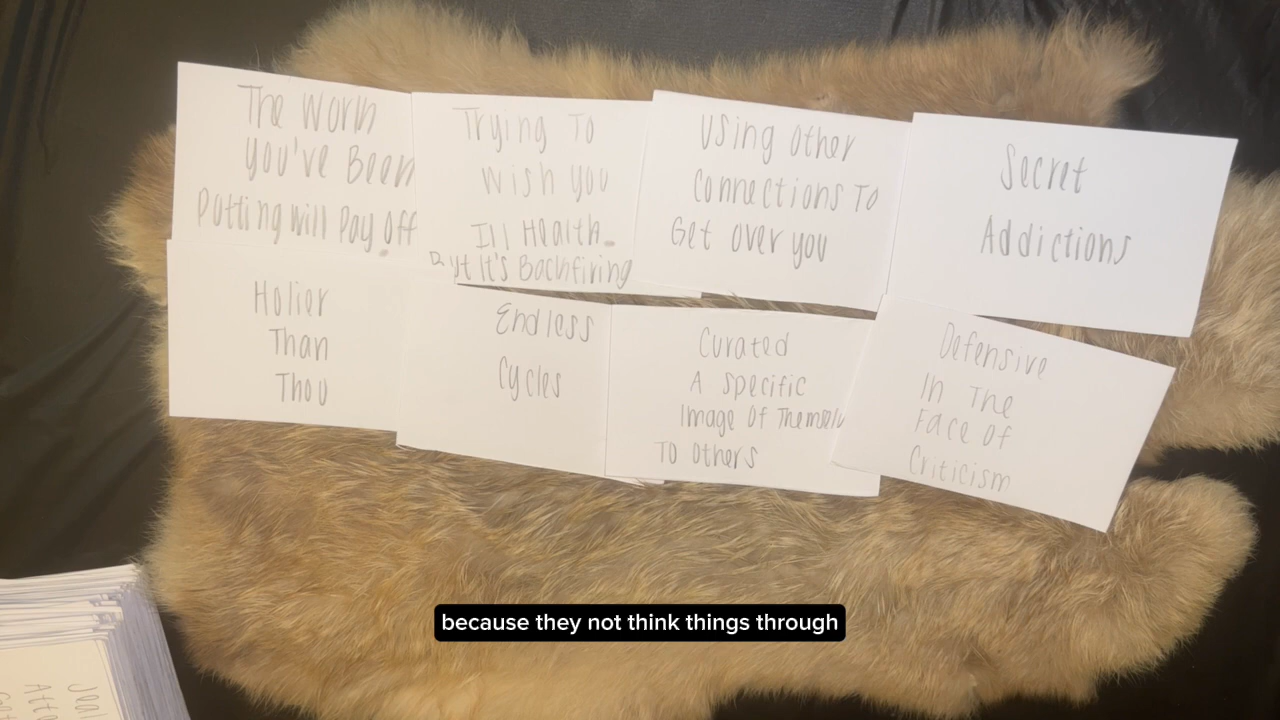 The Work
You've Been
Putting Will Pay Off.
Trying To
Wish You
Ill Health.
But It's Backfiring
Using Other
Connections To
Get Over You
Secret
Addictions
Holier
Than
Thou
Endless
Cycles
Curated
A Specific
Image Of Themselv
To Others
Defensive
In The
Face Of
Criticism
because they not think things through
Jeal
Atte